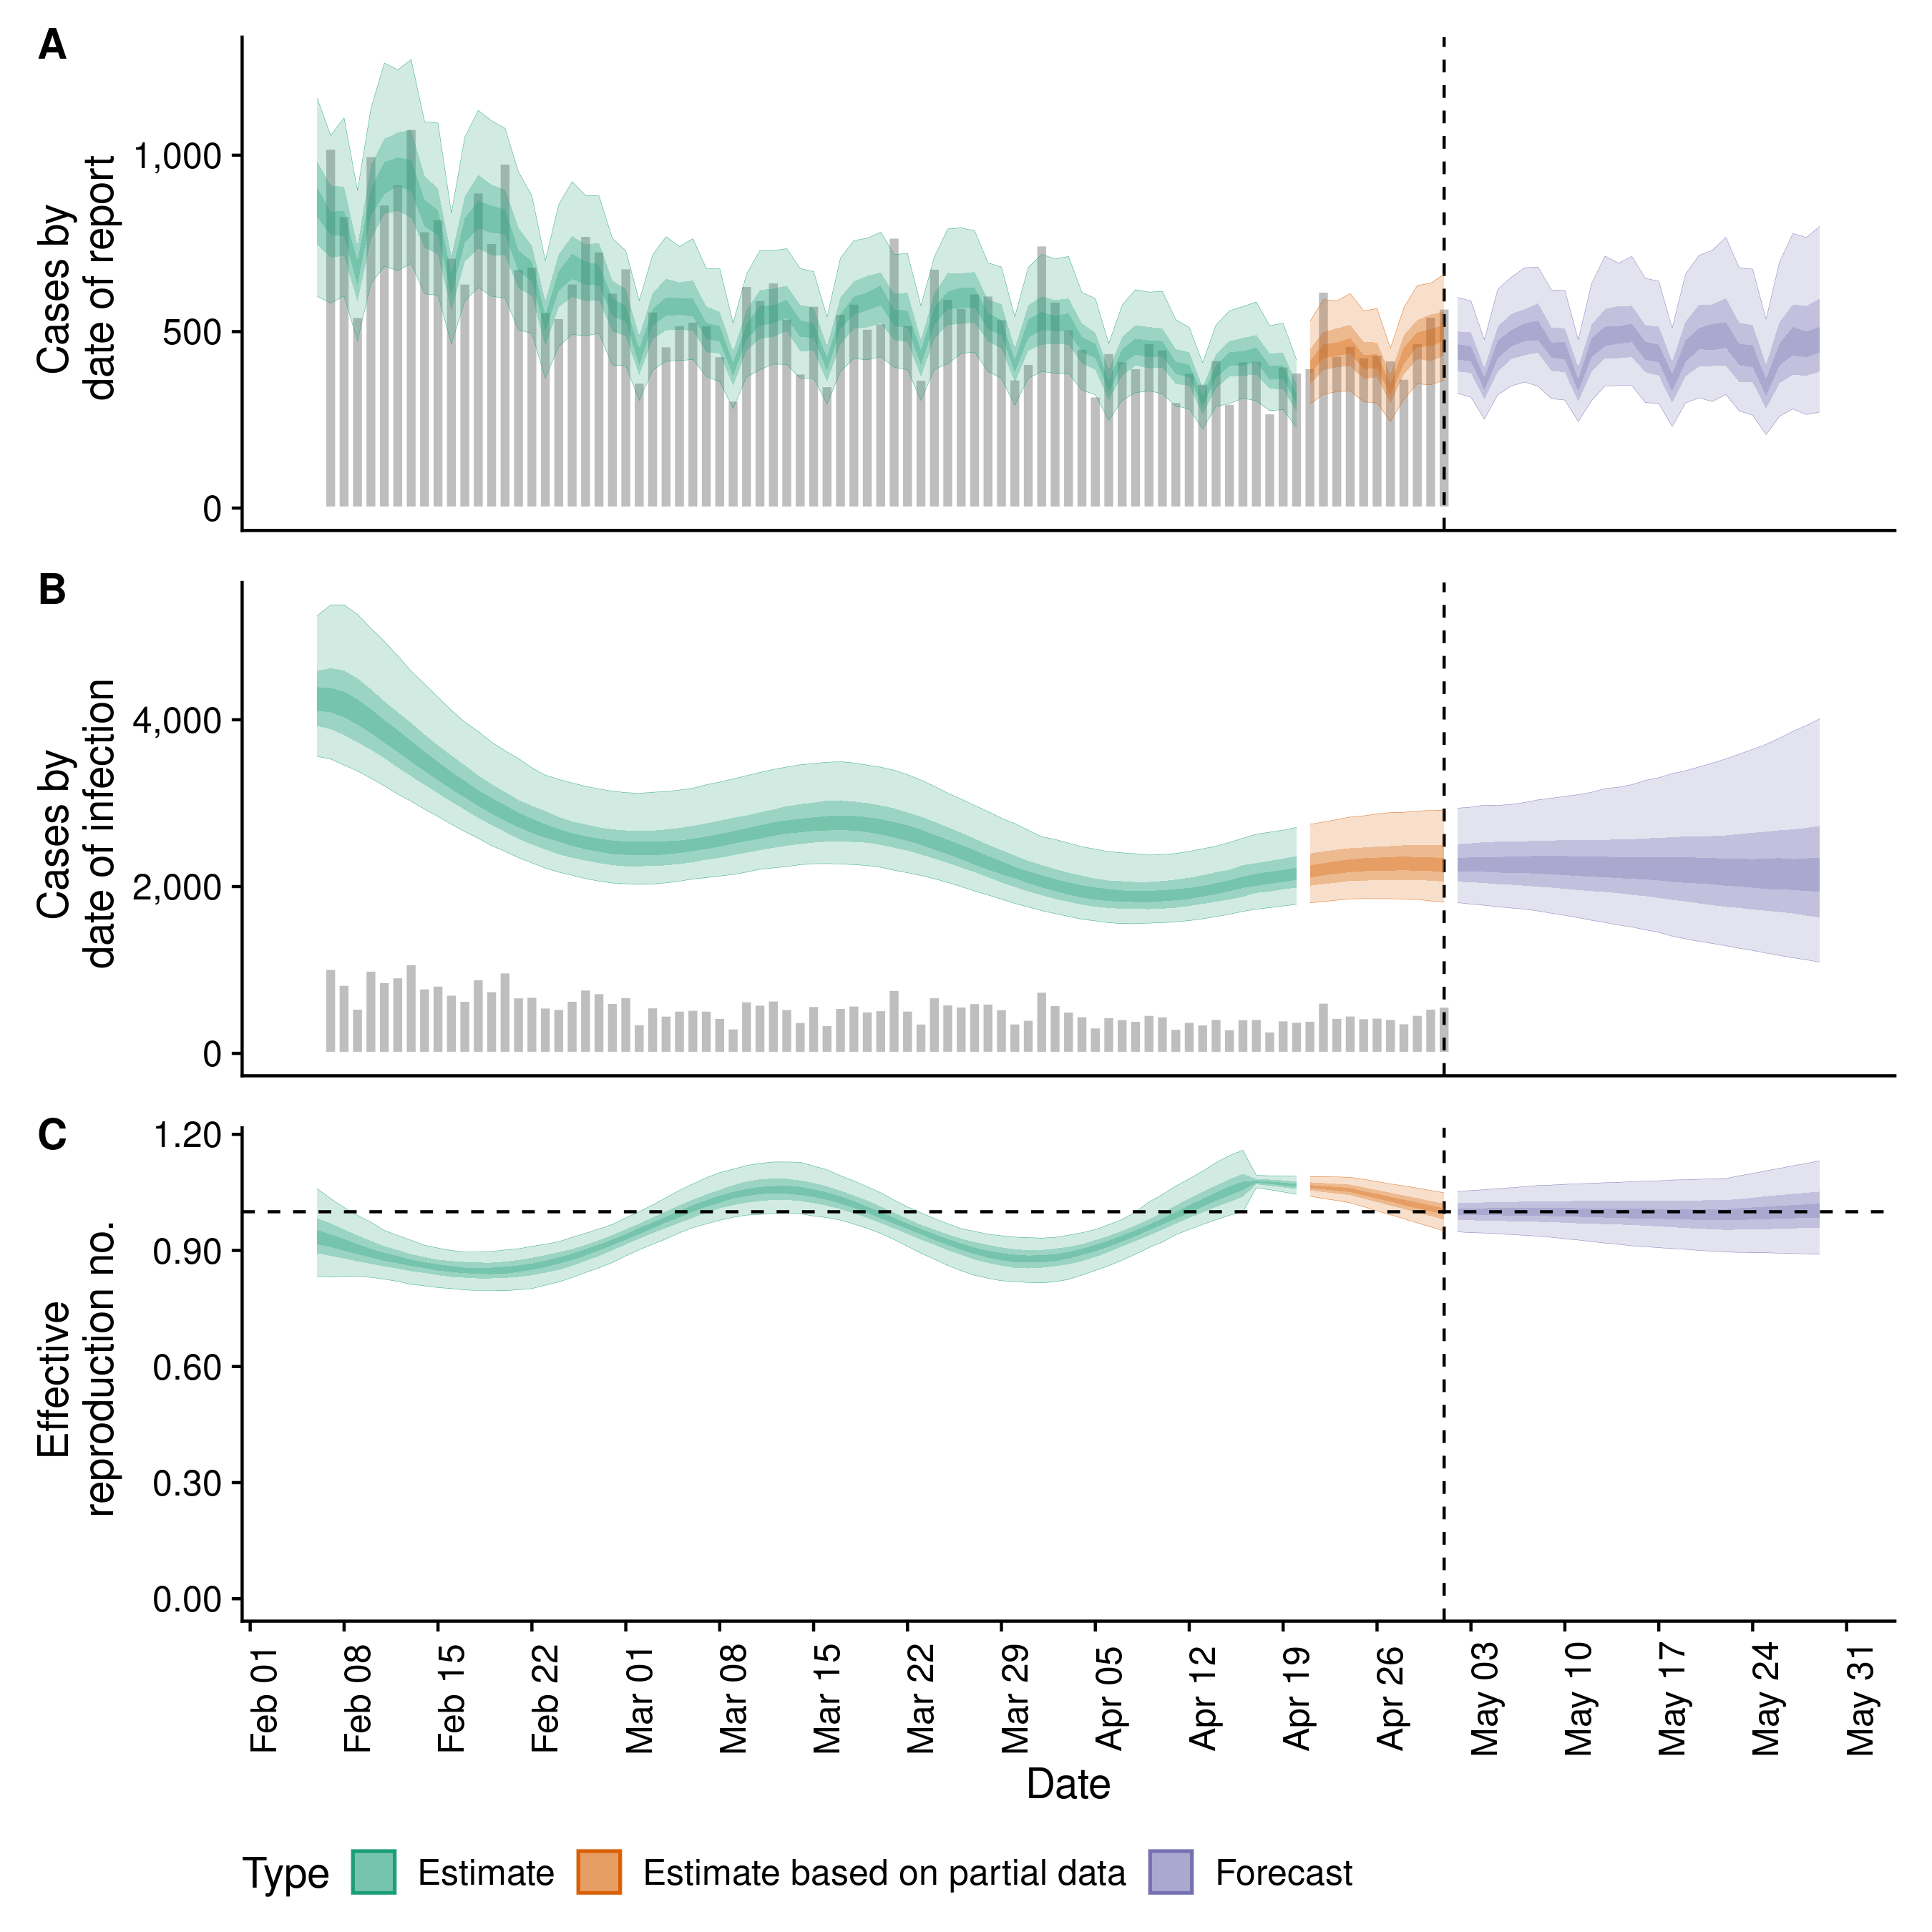 A
Cases by
date of report
1,000
500
0
B
Cases by
date of infection
4,000
2,000
0
C
Effective
reproduction no.
1.20
0.90
0.60
0.30
0.00
Feb 01
Feb 08
Feb 15
Feb 22
Mar 01
Mar 08
Mar 15
Mar 22
Mar 29
Apr 05
Apr 12
Apr 19
Apr 26
May 03
May 10
May 17
May 24
May 31
Date
Type Estimate Estimate based on partial data Forecast